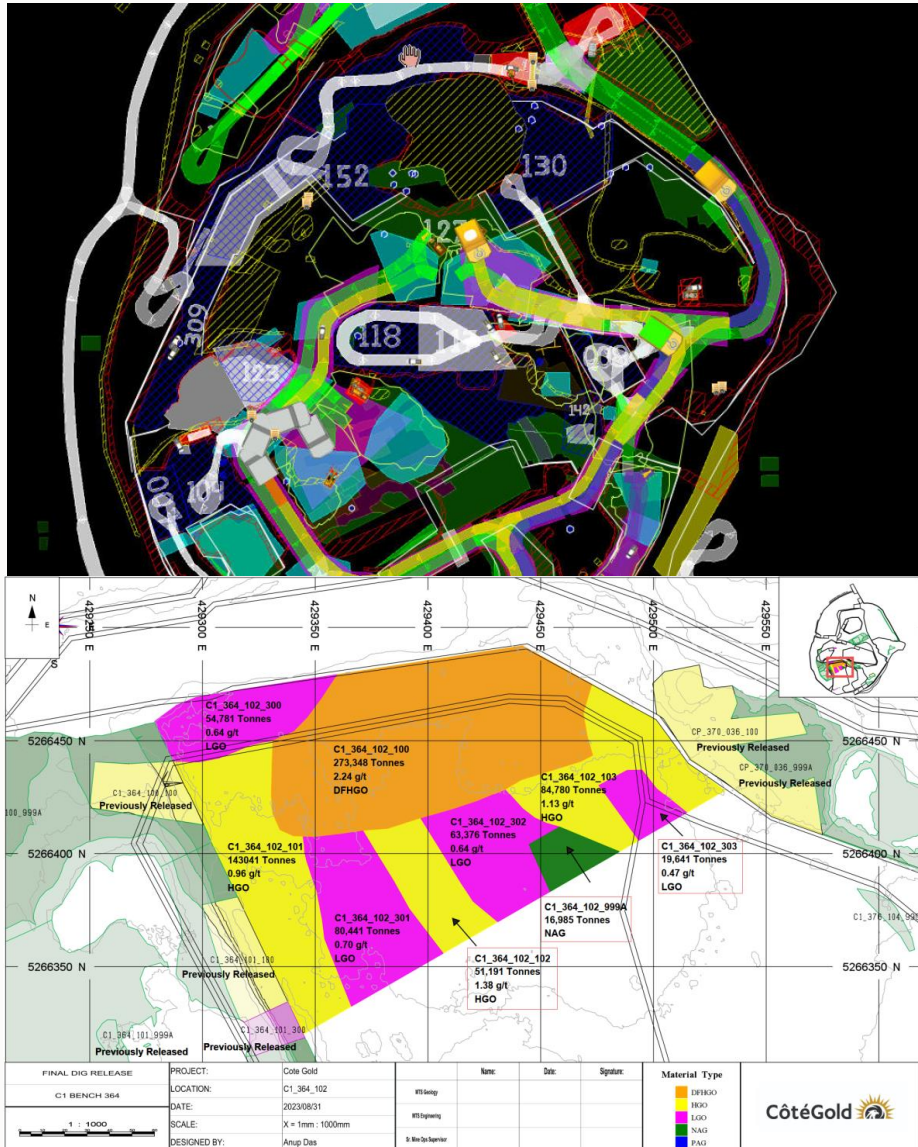 152
130
127
309
118
123
142
N
E
S
429250
429300
429350
429400
429450
429500
429550
E
E
E
E
E
C1_364_102_300
54,781 Tonnes
0.64 g/t
LGO
5266450 N
N 5266450
C1_364_102_100
273,348 Tonnes
2.24 g/t
DFHGO
CP_370_036_100
Previously Released
CP_370_036_999A
Previously Released
C1_364_102_103
84,780 Tonnes
1.13 g/t
HGO
Previously Released
100_999A
C1_364_102_302
63,376 Tonnes
0.64 g/t
LGO
5266400 N
N 5266400
C1_364_102_101
143041 Tonnes
0.96 g/t
HGO
C1_364_102_303
19,641 Tonnes
0.47 g/t
LGO
C1_364_102_999A
16,985 Tonnes
NAG
C1_364_102_301
80,441 Tonnes
0.70 g/t
LGO
C1_364_102_102
51,191 Tonnes
1.38 g/t
HGO
C1_364_101_100
Previously Released
5266350 N
N 5266350
C1_364_101_999A
Previously Released
C1_364_101_300
Previously Released
FINAL DIG RELEASE
C1 BENCH 364
1 : 1000
PROJECT: Cote Gold
LOCATION: C1_364_102
DATE: 2023/08/31
SCALE: X = 1mm : 1000mm
DESIGNED BY: Anup Das
Name: Date: Signature:
MTS Geology
MTS Engineering
Sr. Mine Ops Supervisor
Material Type
DFHGO
HGO
LGO
NAG
PAG
CôtéGold